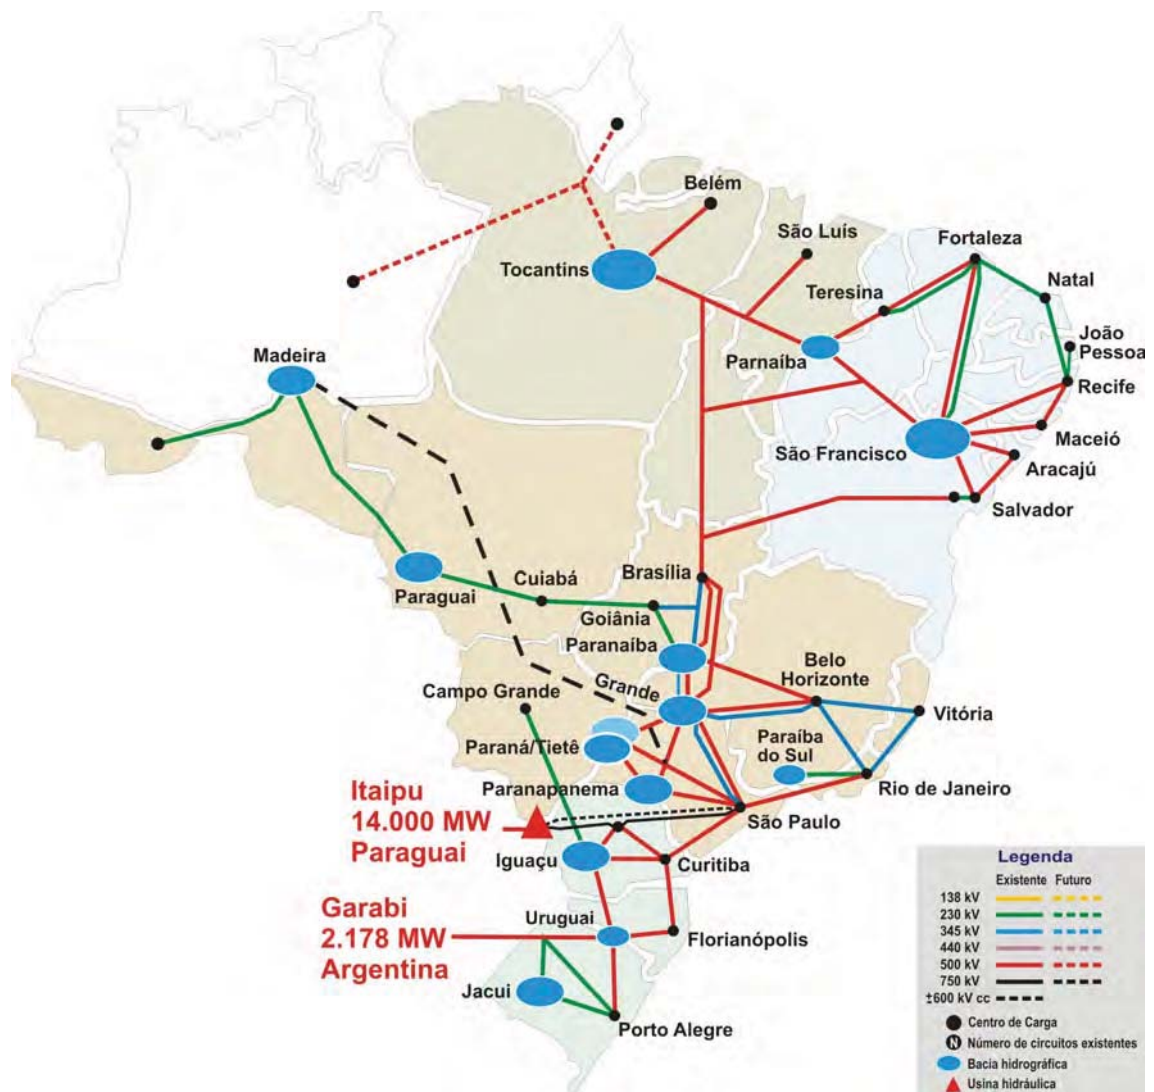 Belém
São Luís
Fortaleza
Tocantins
Teresina
Natal
João
Pessoa
Parnaíba
Madeira
Recife
Maceió
São Francisco
Aracajú
Salvador
Cuiabá
Brasília
Paraguai
Goiânia
Paranaíba
Belo
Horizonte
Grande
Campo Grande
Vitória
Paraíba
do Sul
Paraná/Tietê
Paranapanema
Rio de Janeiro
Itaipu
14.000 MW
Paraguai
São Paulo
Iguaçu
Curitiba
Garabi
2.178 MW
Argentina
Uruguai
Florianópolis
Jacui
Porto Alegre
Legenda
Existente Futuro
138 kV
230 kV
345 kV
440 kV
500 kV
750 kV
±600 kV cc
Centro de Carga
N Número de circuitos existentes
Bacia hidrográfica
Usina hidráulica